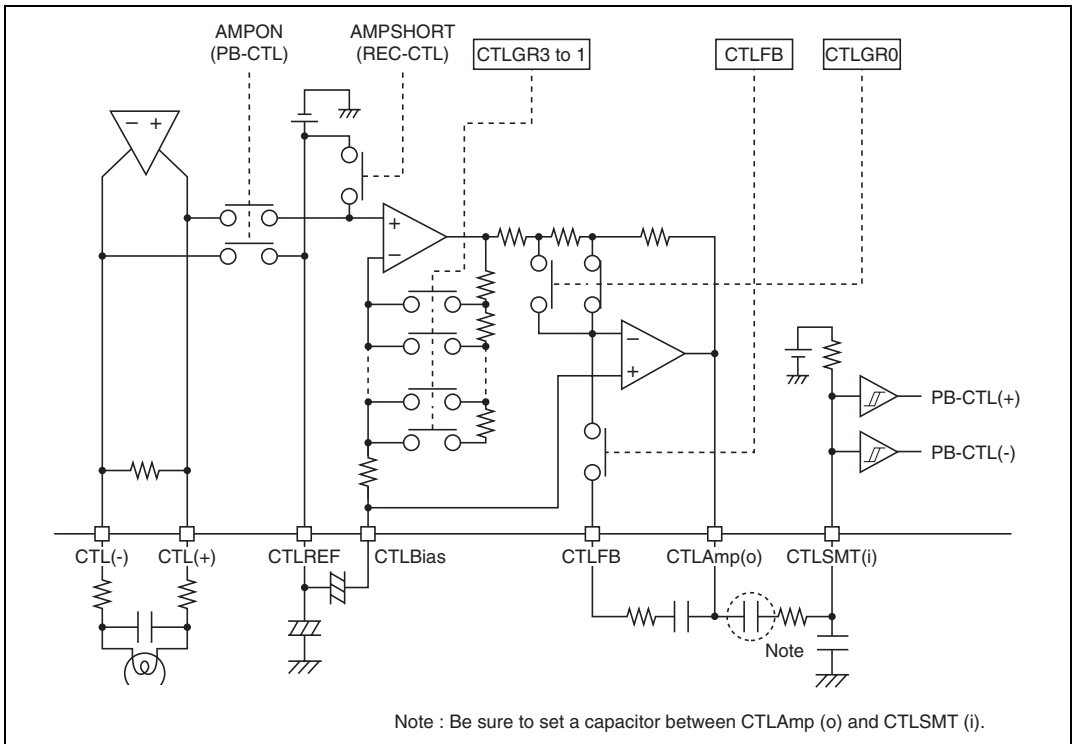 AMPON
(PB-CTL)
AMPSHORT
(REC-CTL)
CTLGR3 to 1
CTLFB
CTLGR0
− +
+
−
−
+
PB-CTL(+)
PB-CTL(-)
CTL(-)
CTL(+)
CTLREF
CTLBias
CTLFB
CTLAmp(o)
CTLSMT(i)
Note
Note : Be sure to set a capacitor between CTLAmp (o) and CTLSMT (i).